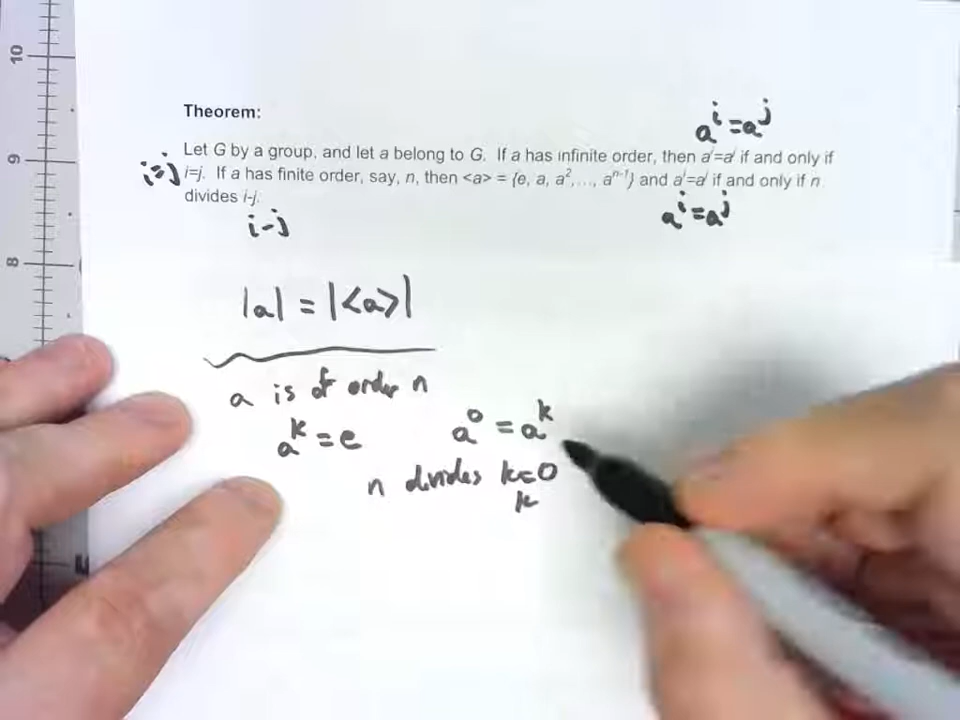 10
9
8
Theorem:
a^i=a^j
Let G by a group, and let a belong to G. If a has infinite order, then a^i=a^j if and only if
i=j
i=j. If a has finite order, say, n, then <a> = {e, a, a², ..., aⁿ⁻¹} and a^i=a^j if and only if n
divides i-j.
a^i=a^j
i-j
|a| = |<a>|
a is of order n
a^k = e
a^0 = a^k
n divides k-0
k